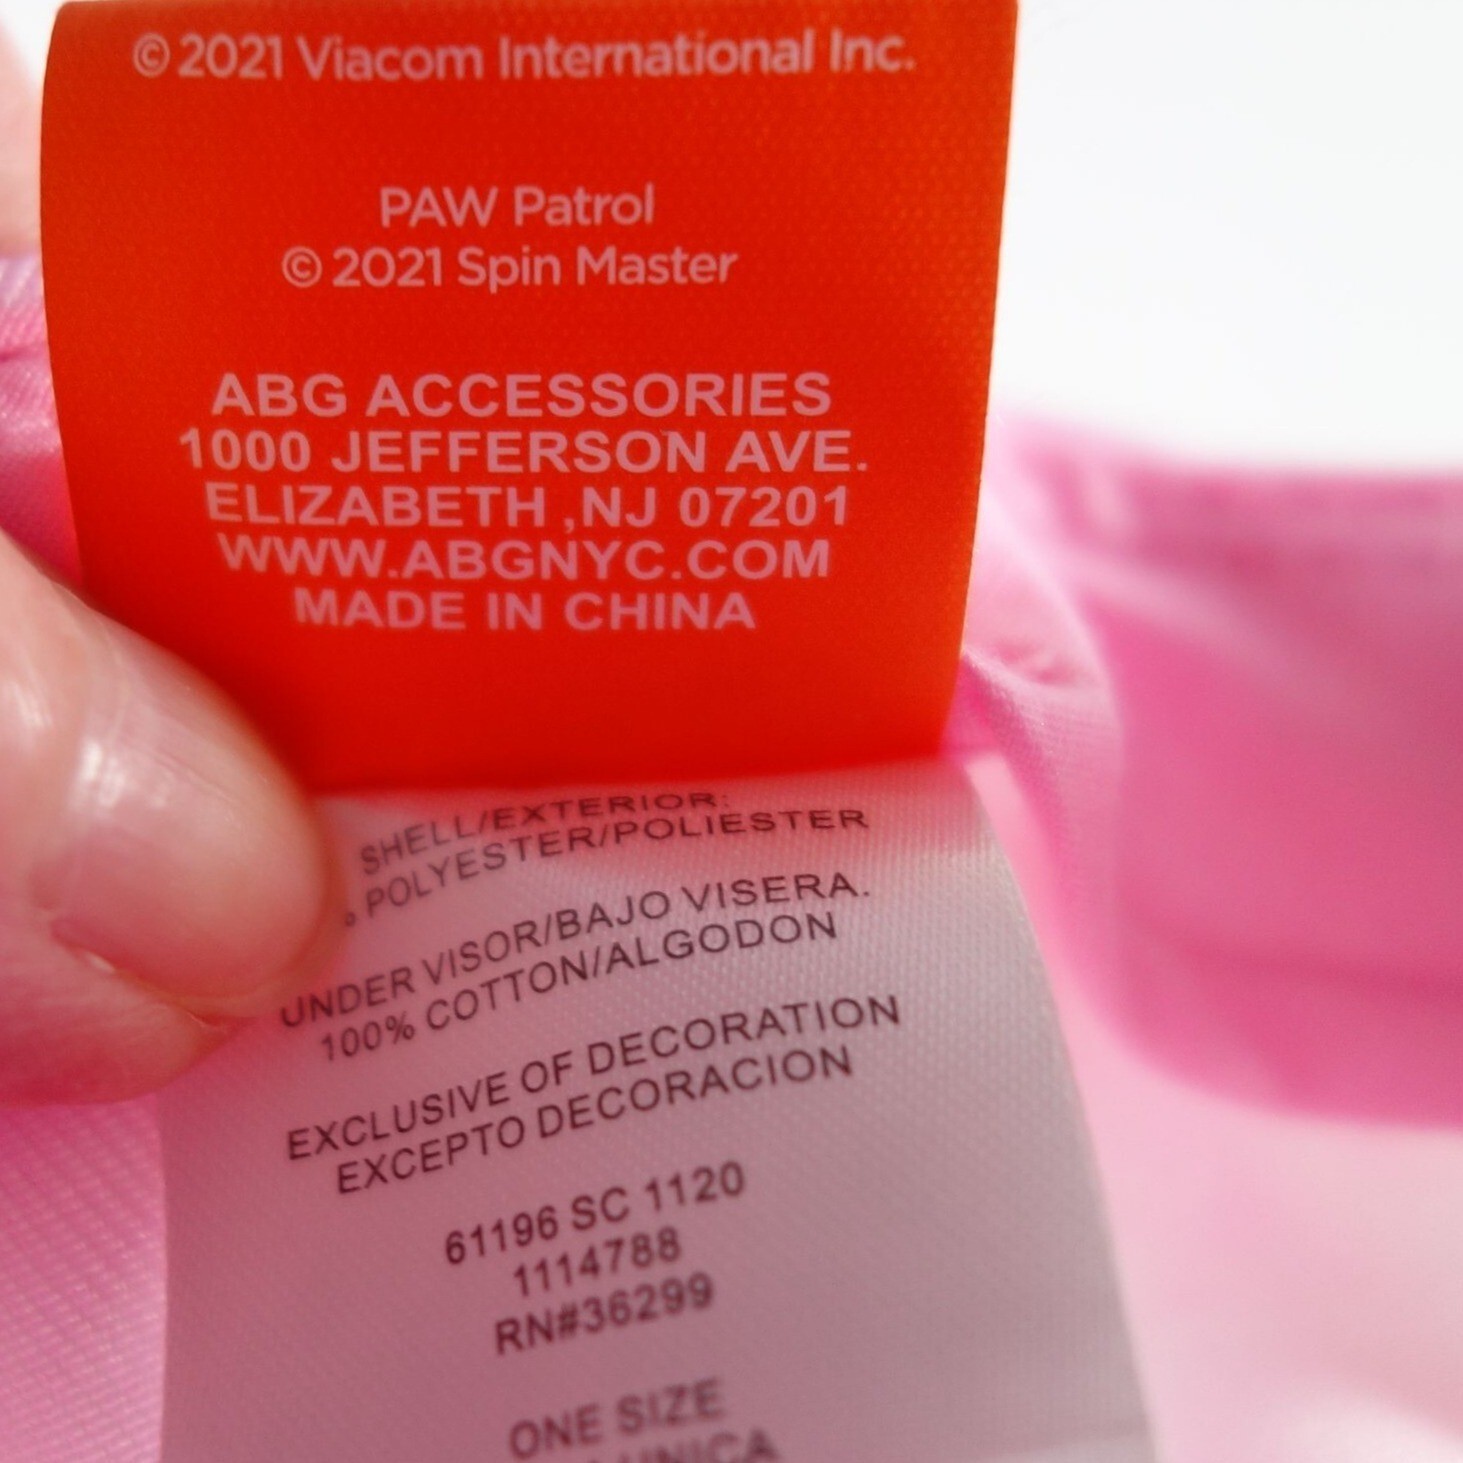 © 2021 Viacom International Inc.
PAW Patrol
© 2021 Spin Master
ABG ACCESSORIES
1000 JEFFERSON AVE.
ELIZABETH ,NJ 07201
WWW.ABGNYC.COM
MADE IN CHINA
SHELL/EXTERIOR:
% POLYESTER/POLIESTER
UNDER VISOR/BAJO VISERA.
100% COTTON/ALGODON
EXCLUSIVE OF DECORATION
EXCEPTO DECORACION
61196 SC 1120
1114788
RN#36299
ONE SIZE
UNICA